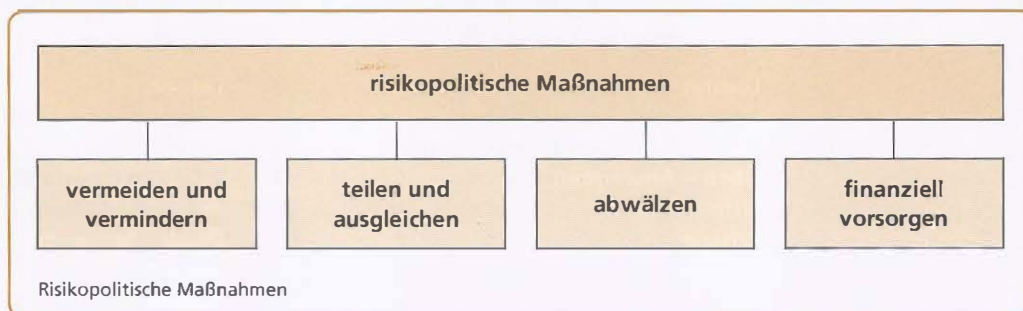 risikopolitische Maßnahmen
vermeiden und
vermindern
teilen und
ausgleichen
abwälzen
finanziell
vorsorgen
Risikopolitische Maßnahmen